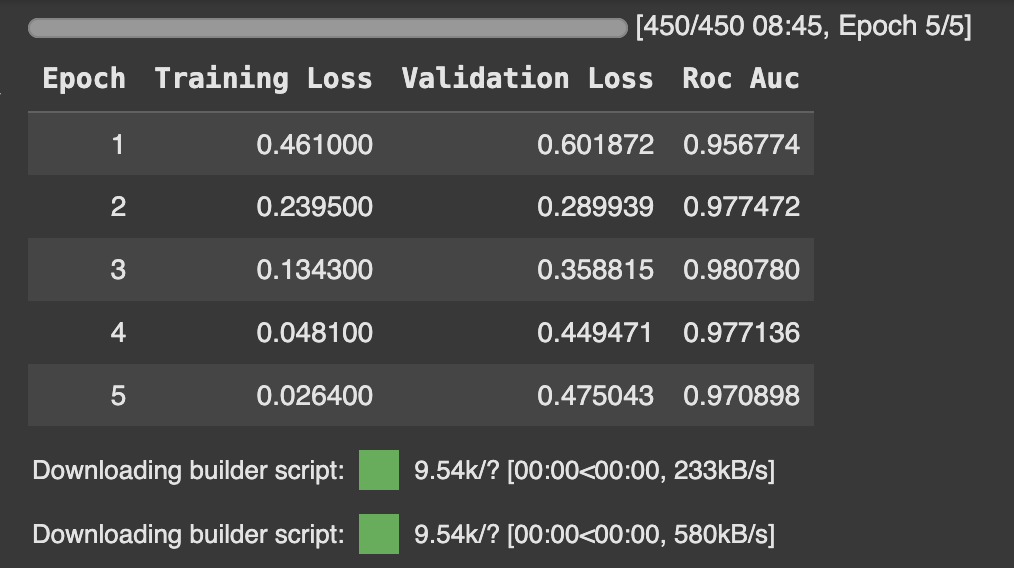 [450/450 08:45, Epoch 5/5]
Epoch Training Loss Validation Loss Roc Auc
1 0.461000 0.601872 0.956774
2 0.239500 0.289939 0.977472
3 0.134300 0.358815 0.980780
4 0.048100 0.449471 0.977136
5 0.026400 0.475043 0.970898
Downloading builder script: 9.54k/? [00:00<00:00, 233kB/s]
Downloading builder script: 9.54k/? [00:00<00:00, 580kB/s]